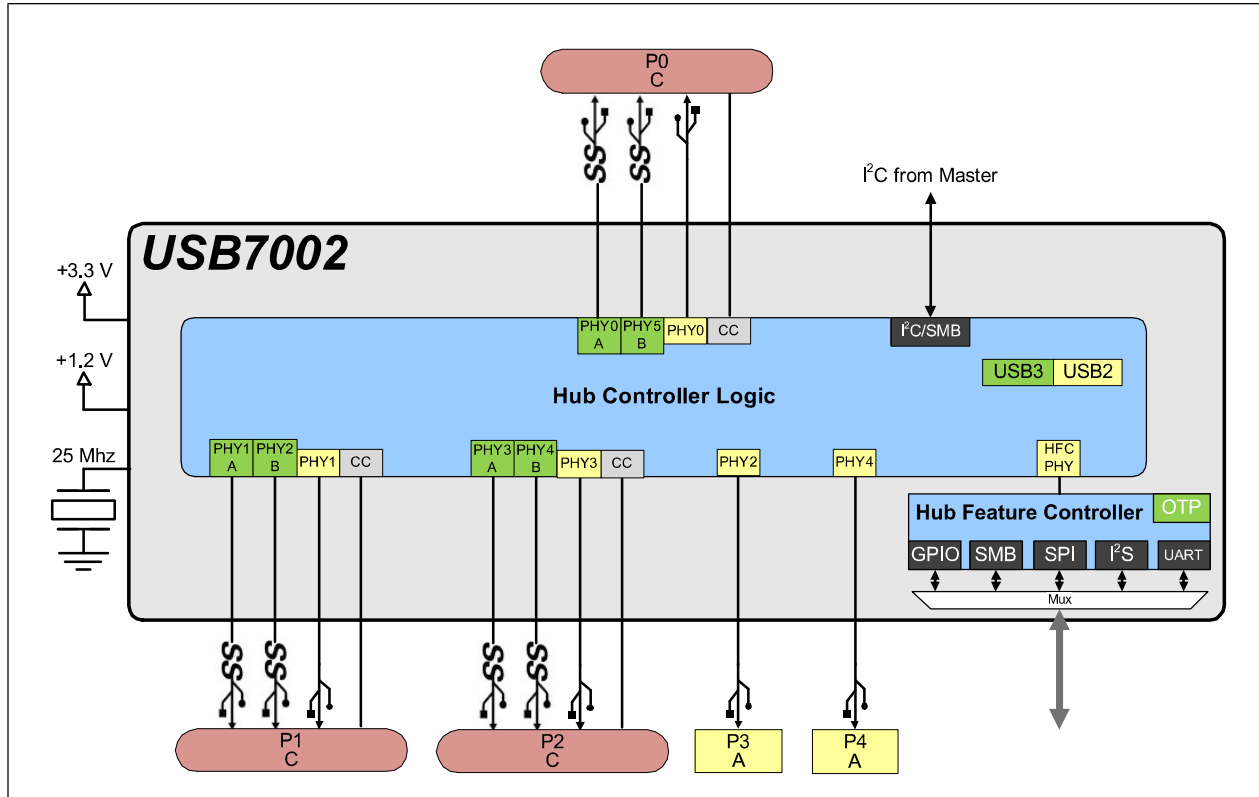 P0
C
SS SS
I²C from Master
USB7002
+3.3 V
PHY0 A
PHY5 B
PHY0
CC
I²C/SMB
+1.2 V
USB3
USB2
Hub Controller Logic
25 Mhz
PHY1 A
PHY2 B
PHY1
CC
PHY3 A
PHY4 B
PHY3
CC
PHY2
PHY4
HFC PHY
Hub Feature Controller
OTP
GPIO
SMB
SPI
I²S
UART
Mux
SS SS
SS SS
P1
C
P2
C
P3
A
P4
A